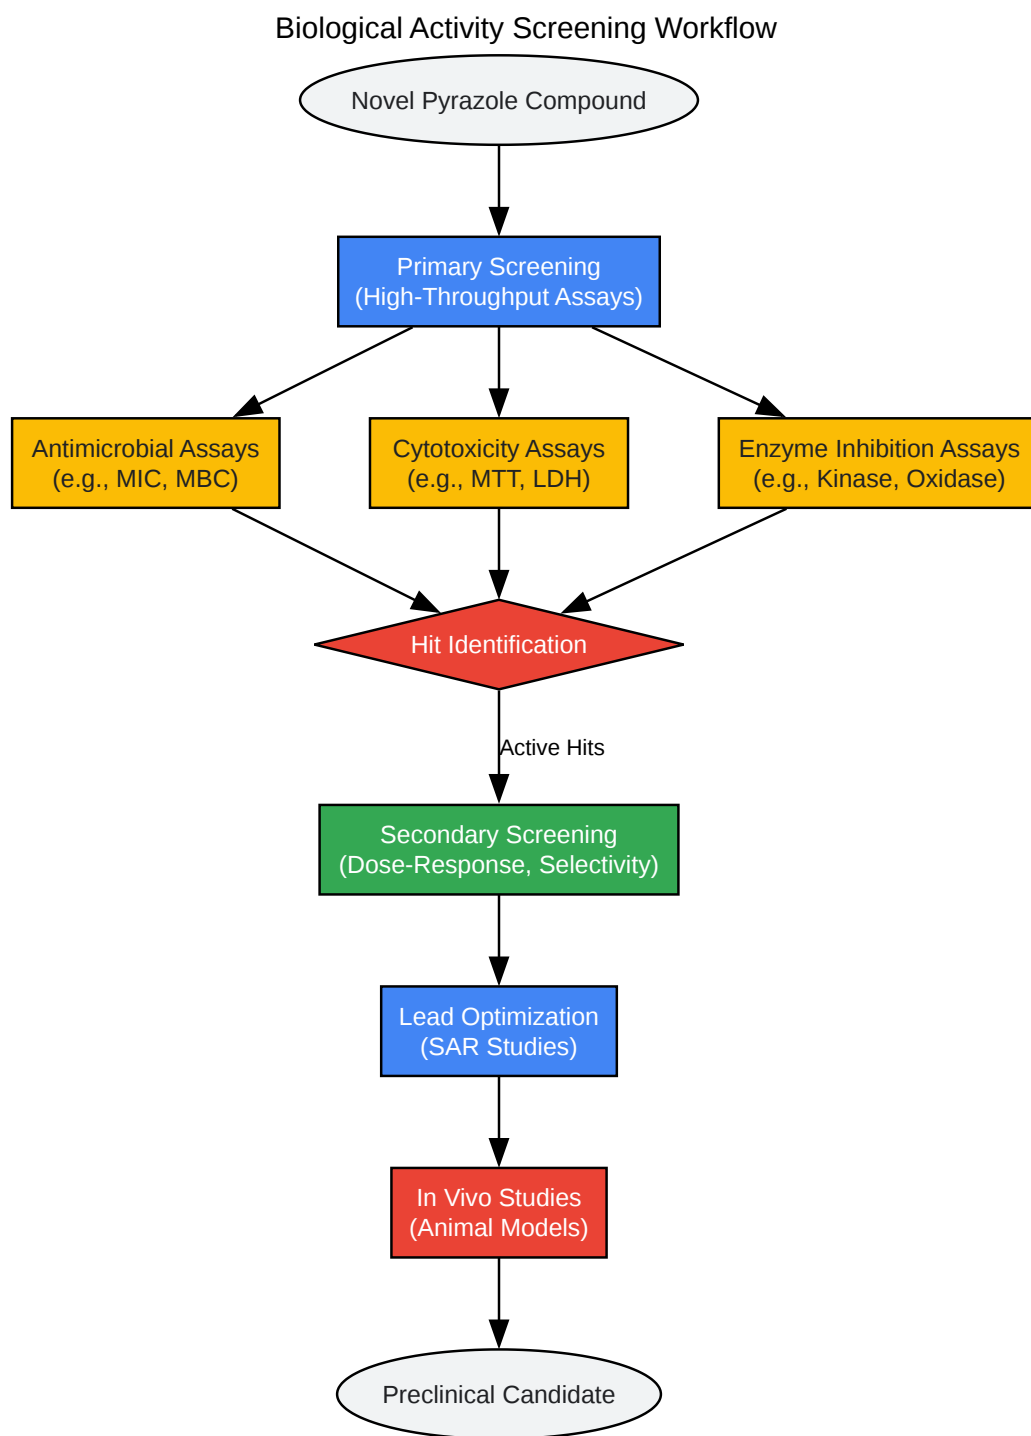 Biological Activity Screening Workflow
Novel Pyrazole Compound
Primary Screening
(High-Throughput Assays)
Antimicrobial Assays
(e.g., MIC, MBC)
Cytotoxicity Assays
(e.g., MTT, LDH)
Enzyme Inhibition Assays
(e.g., Kinase, Oxidase)
Hit Identification
Active Hits
Secondary Screening
(Dose-Response, Selectivity)
Lead Optimization
(SAR Studies)
In Vivo Studies
(Animal Models)
Preclinical Candidate